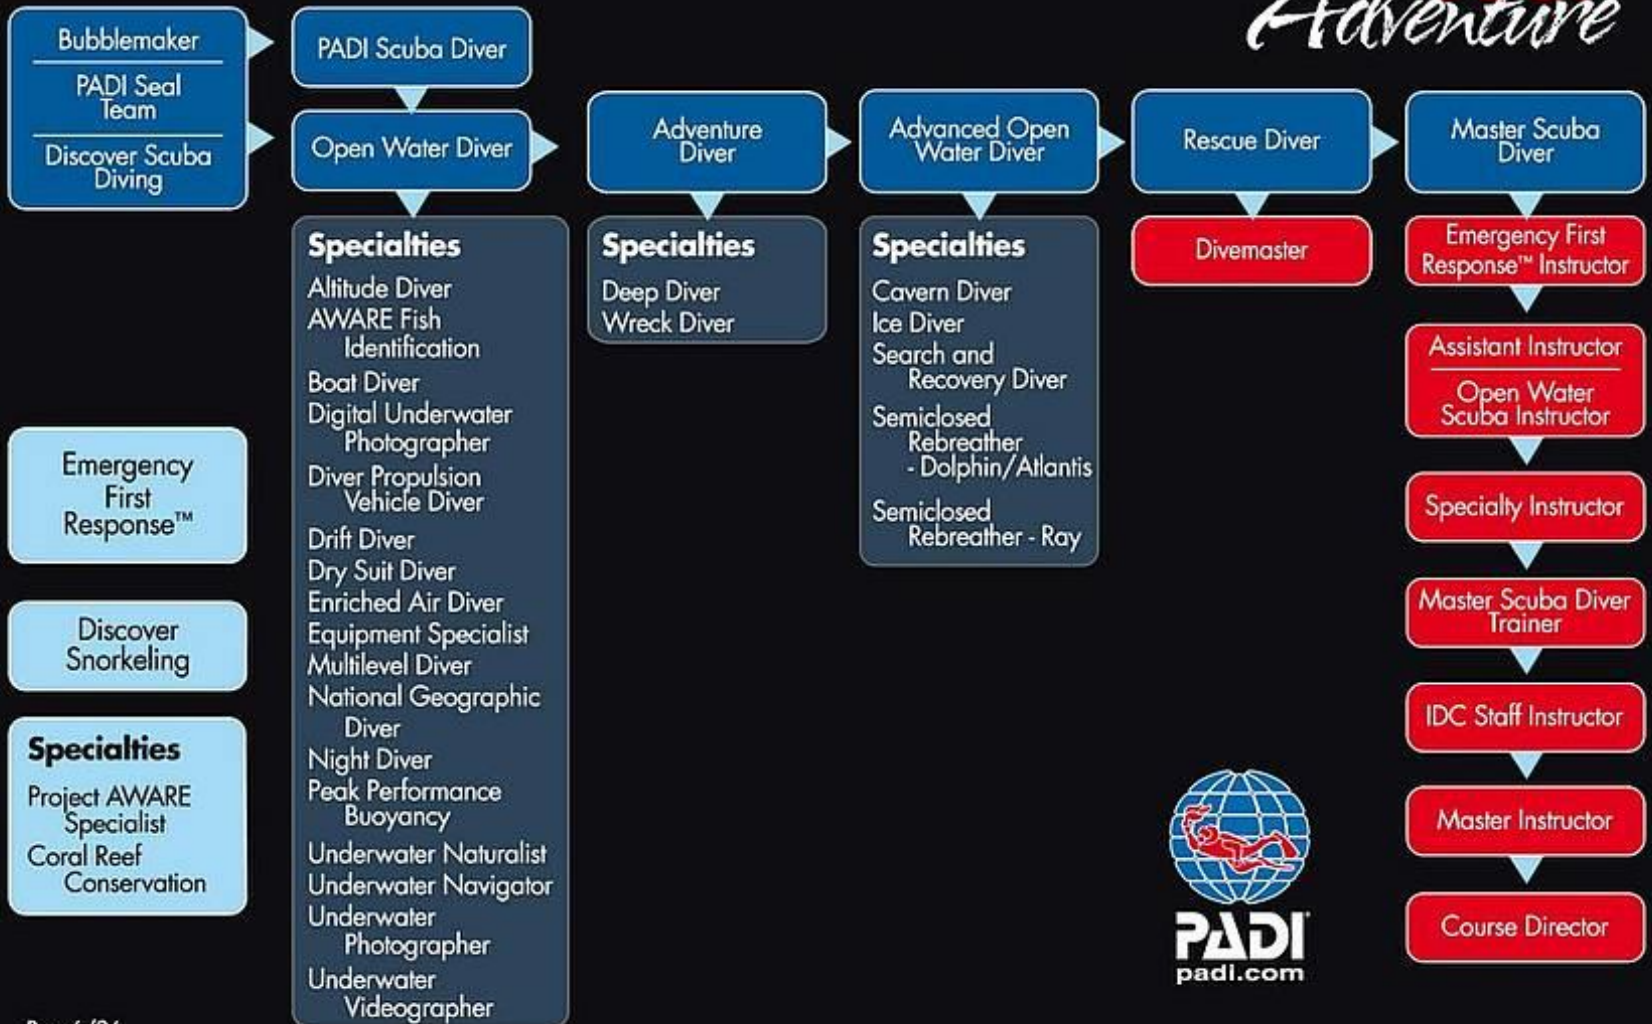 Adventure
Bubblemaker
PADI Seal
Team
Discover Scuba
Diving
PADI Scuba Diver
Open Water Diver
Adventure
Diver
Advanced Open
Water Diver
Rescue Diver
Master Scuba
Diver
Specialties
Altitude Diver
AWARE Fish
Identification
Boat Diver
Digital Underwater
Photographer
Diver Propulsion
Vehicle Diver
Drift Diver
Dry Suit Diver
Enriched Air Diver
Equipment Specialist
Multilevel Diver
National Geographic
Diver
Night Diver
Peak Performance
Buoyancy
Underwater Naturalist
Underwater Navigator
Underwater
Photographer
Underwater
Videographer
Specialties
Deep Diver
Wreck Diver
Specialties
Cavern Diver
Ice Diver
Search and
Recovery Diver
Semiclosed
Rebreather
- Dolphin/Atlantis
Semiclosed
Rebreather - Ray
Divemaster
Emergency First
Response™ Instructor
Assistant Instructor
Open Water
Scuba Instructor
Specialty Instructor
Master Scuba Diver
Trainer
IDC Staff Instructor
Master Instructor
Course Director
Emergency
First
Response™
Discover
Snorkeling
Specialties
Project AWARE
Specialist
Coral Reef
Conservation
PADI
padi.com